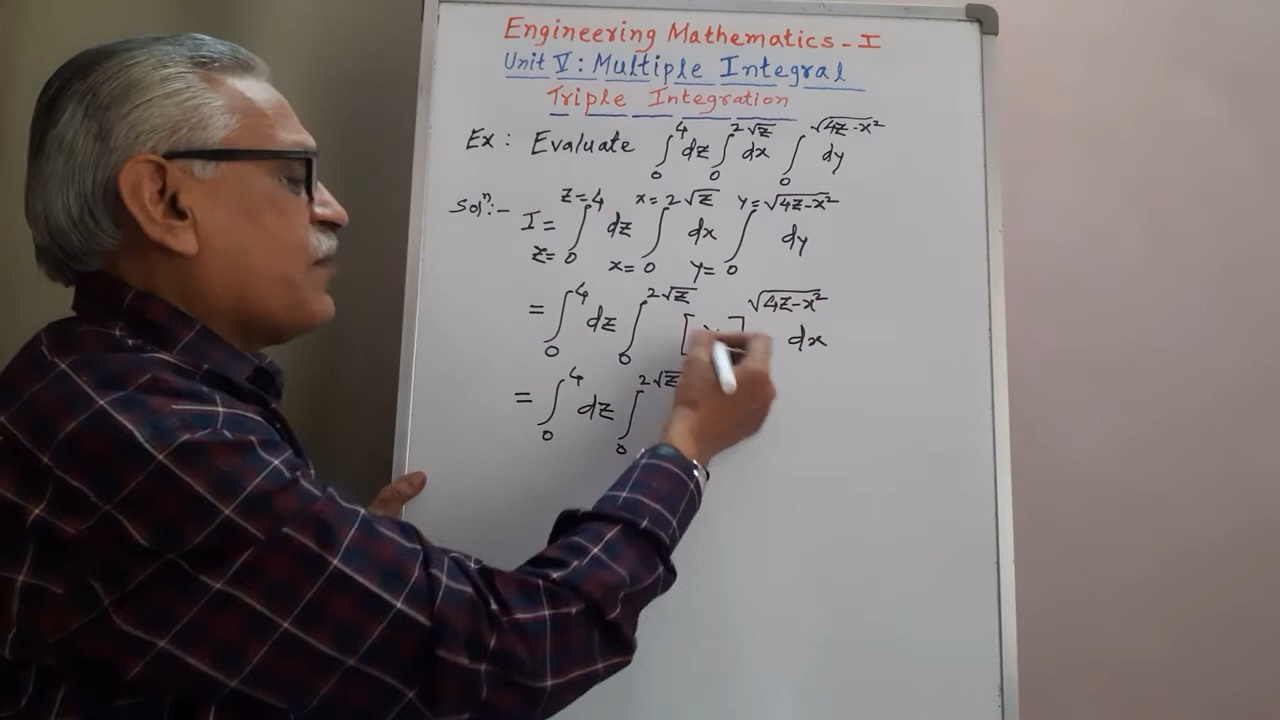 Engineering Mathematics - I
Unit V : Multiple Integral
Triple Integration
Ex : Evaluate ∫₀⁴ dz ∫₀^(2√z) dx ∫₀^(√(4z-x²)) dy
Solⁿ:- I = ∫_(z=0)^(z=4) dz ∫_(x=0)^(x=2√z) dx ∫_(y=0)^(y=√(4z-x²)) dy
= ∫₀⁴ dz ∫₀^(2√z) [ ]^(√(4z-x²)) dx
= ∫₀⁴ dz ∫₀^(2√z)